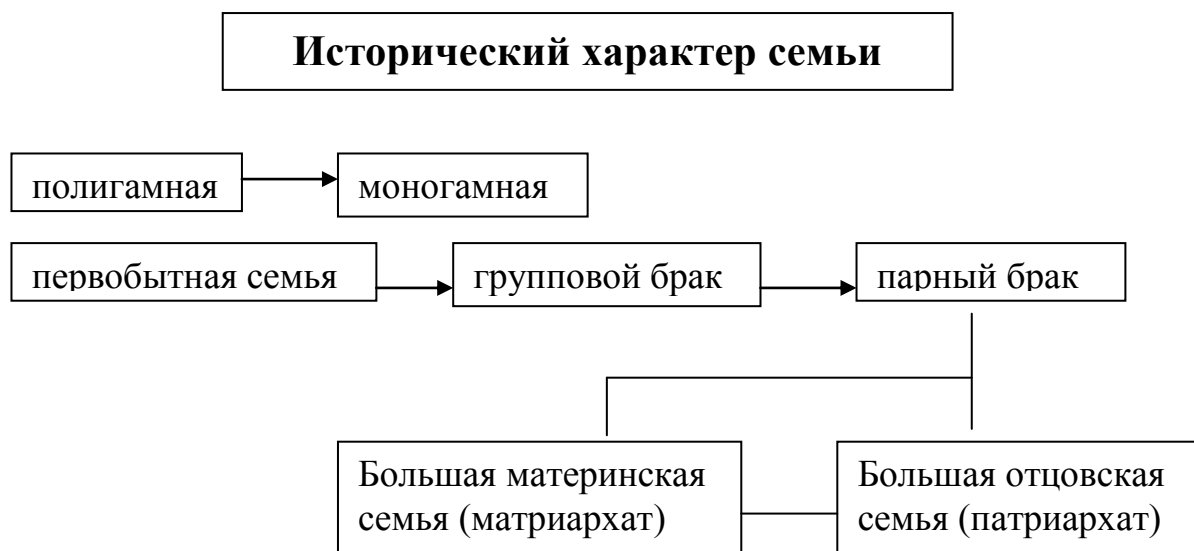 Исторический характер семьи
полигамная
моногамная
первобытная семья
групповой брак
парный брак
Большая материнская
семья (матриархат)
Большая отцовская
семья (патриархат)